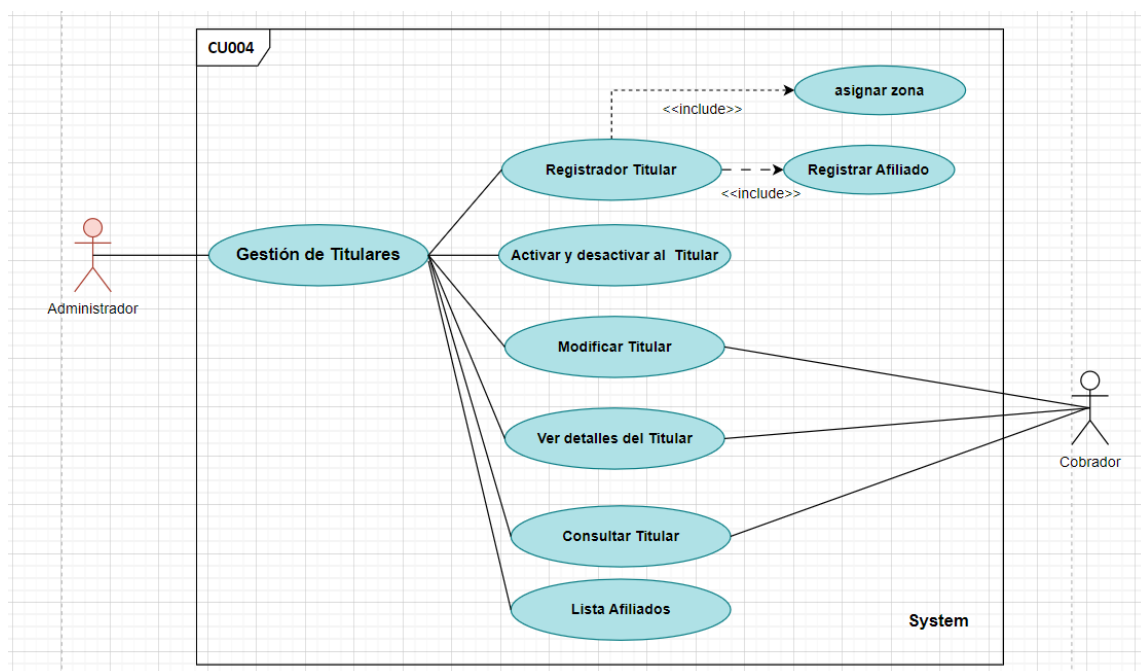 CU004
asignar zona
<<include>>
Registrador Titular
Registrar Afiliado
<<include>>
Gestión de Titulares
Activar y desactivar al Titular
Administrador
Modificar Titular
Ver detalles del Titular
Cobrador
Consultar Titular
Lista Afiliados
System